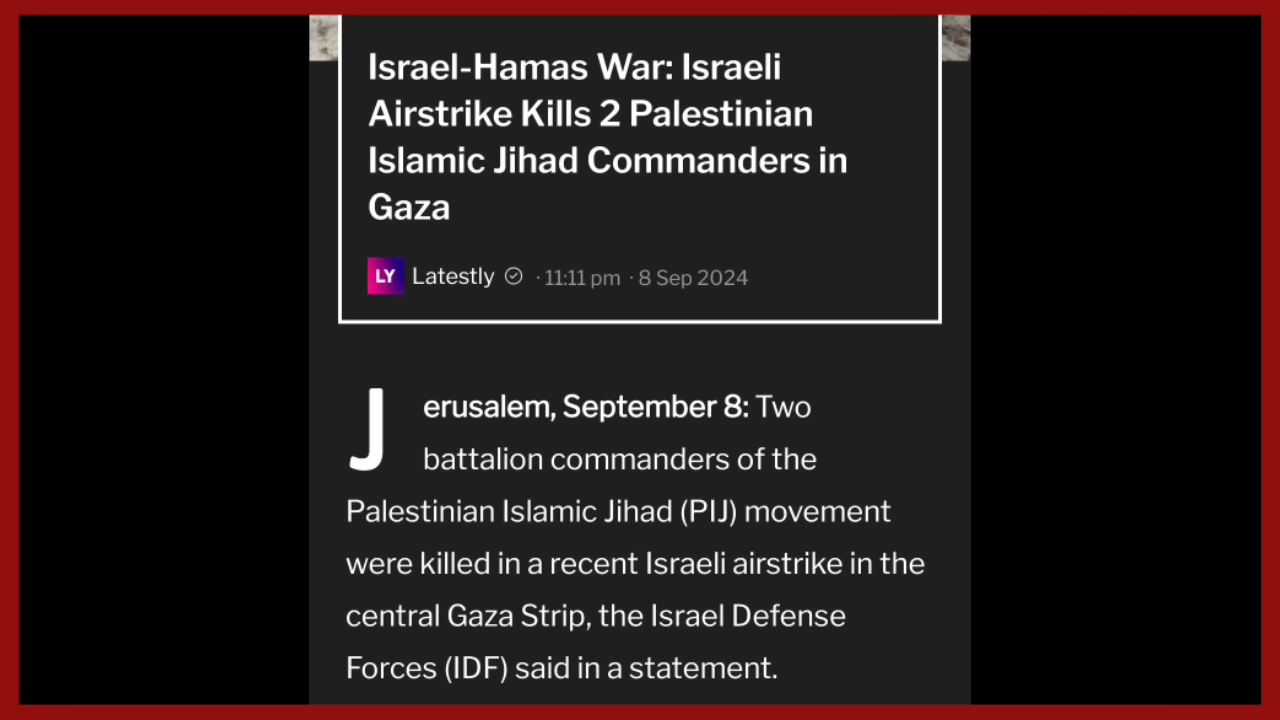 Israel-Hamas War: Israeli
Airstrike Kills 2 Palestinian
Islamic Jihad Commanders in
Gaza
LY Latestly · 11:11 pm · 8 Sep 2024
Jerusalem, September 8: Two
battalion commanders of the
Palestinian Islamic Jihad (PIJ) movement
were killed in a recent Israeli airstrike in the
central Gaza Strip, the Israel Defense
Forces (IDF) said in a statement.